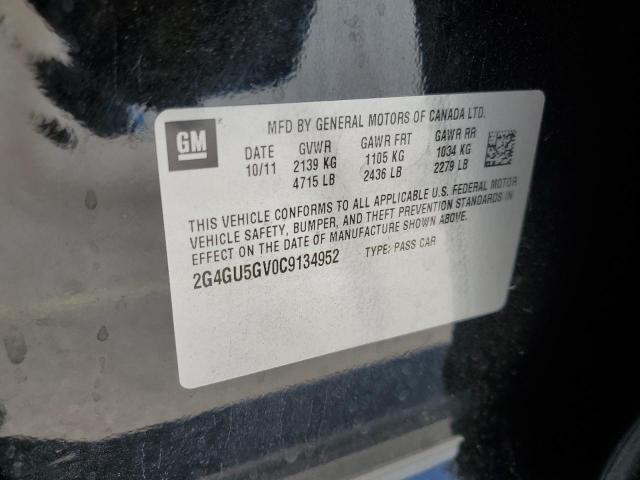 GM
MFD BY GENERAL MOTORS OF CANADA LTD.
DATE GVWR GAWR FRT GAWR RR
10/11 2139 KG 1105 KG 1034 KG
4715 LB 2436 LB 2279 LB
THIS VEHICLE CONFORMS TO ALL APPLICABLE U.S. FEDERAL MOTOR
VEHICLE SAFETY, BUMPER, AND THEFT PREVENTION STANDARDS IN
EFFECT ON THE DATE OF MANUFACTURE SHOWN ABOVE.
2G4GU5GV0C9134952 TYPE: PASS CAR